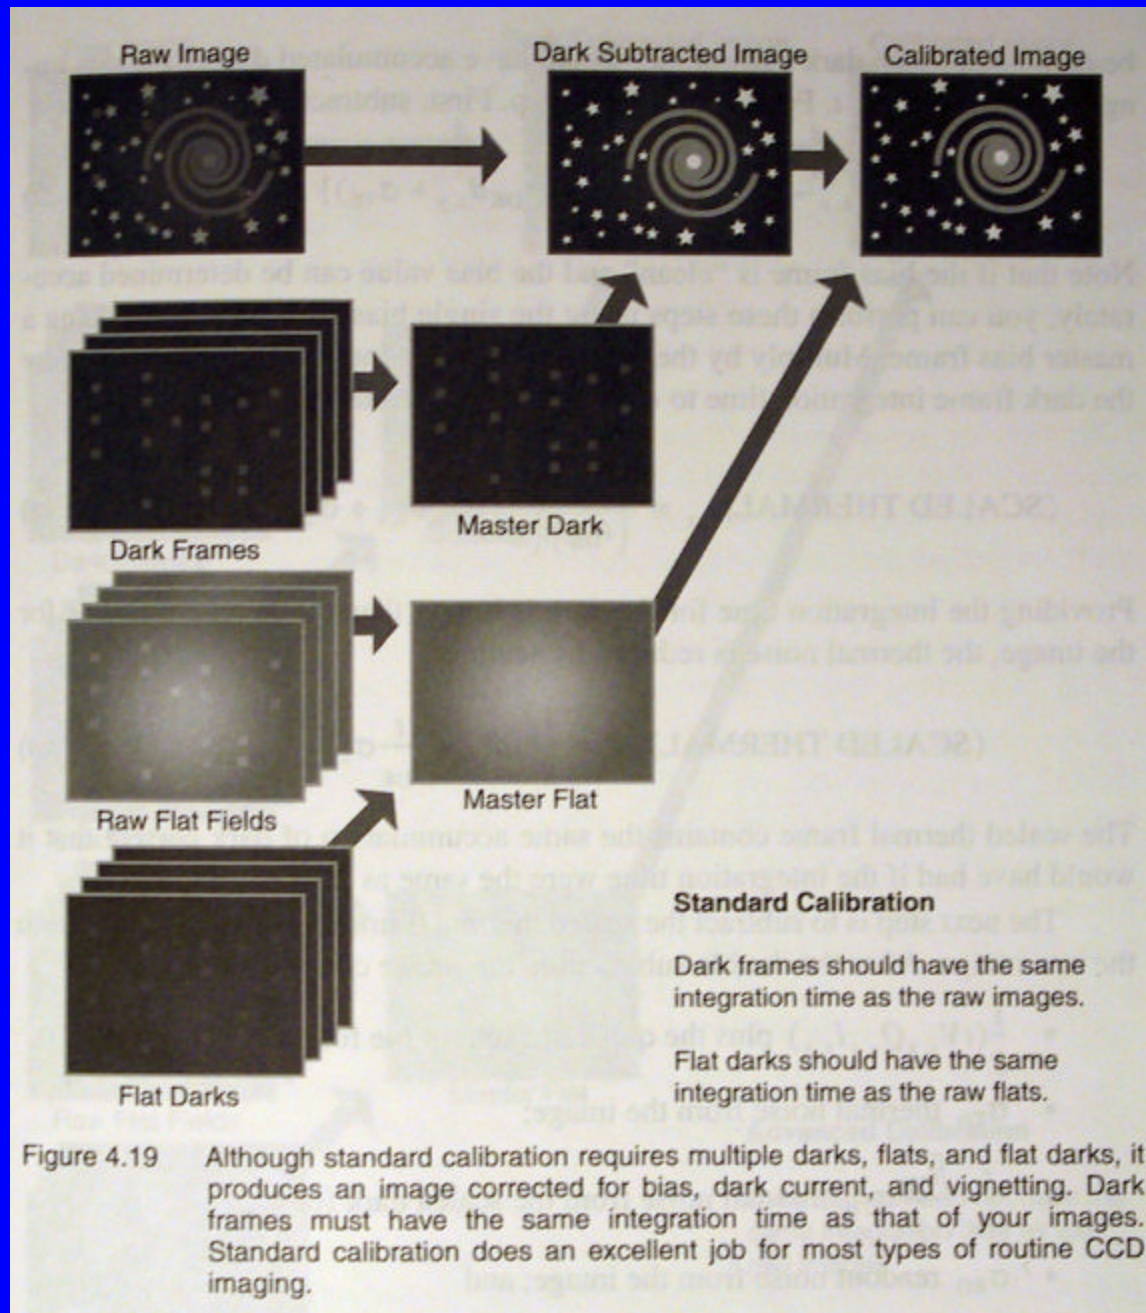 Raw Image
Dark Subtracted Image
Calibrated Image
Dark Frames
Master Dark
Raw Flat Fields
Master Flat
Flat Darks
Standard Calibration
Dark frames should have the same
integration time as the raw images.
Flat darks should have the same
integration time as the raw flats.
Figure 4.19 Although standard calibration requires multiple darks, flats, and flat darks, it
produces an image corrected for bias, dark current, and vignetting. Dark
frames must have the same integration time as that of your images.
Standard calibration does an excellent job for most types of routine CCD
imaging.